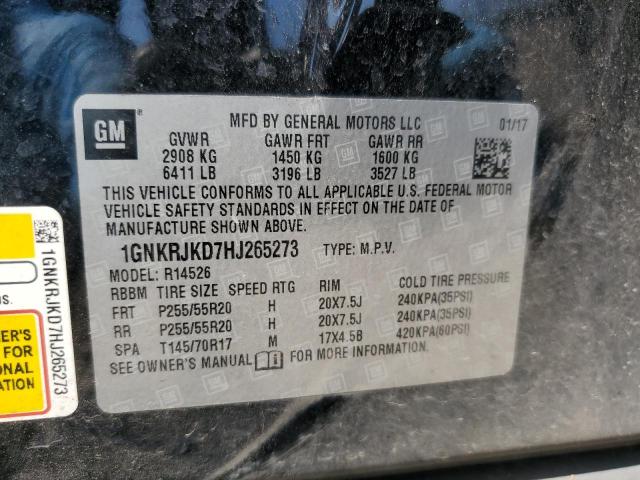 GM
MFD BY GENERAL MOTORS LLC 01/17
GVWR GAWR FRT GAWR RR
2908 KG 1450 KG 1600 KG
6411 LB 3196 LB 3527 LB
THIS VEHICLE CONFORMS TO ALL APPLICABLE U.S. FEDERAL MOTOR
VEHICLE SAFETY STANDARDS IN EFFECT ON THE DATE OF
MANUFACTURE SHOWN ABOVE.
1GNKRJKD7HJ265273 TYPE: M.P.V.
MODEL: R14526
RBBM TIRE SIZE SPEED RTG RIM COLD TIRE PRESSURE
FRT P255/55R20 H 20X7.5J 240KPA(35PSI)
RR P255/55R20 H 20X7.5J 240KPA(35PSI)
SPA T145/70R17 M 17X4.5B 420KPA(60PSI)
SEE OWNER'S MANUAL FOR MORE INFORMATION.
1GNKRJKD7HJ265273
NER'S
FOR
IONAL
ATION